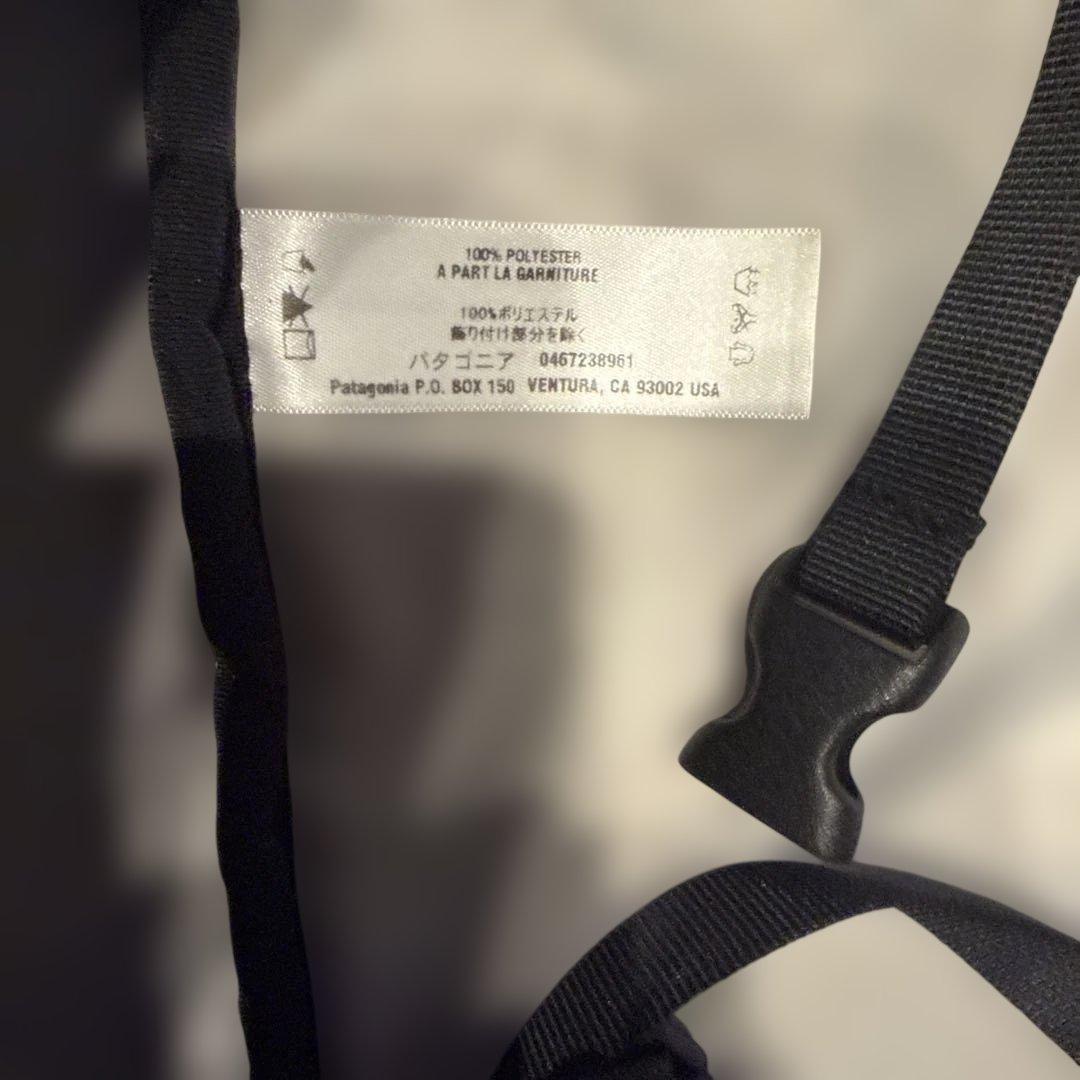 100% POLYESTER
A PART LA GARNITURE
100%ポリエステル
飾り付け部分を除く
パタゴニア 0467238961
Patagonia P.O. BOX 150 VENTURA, CA 93002 USA